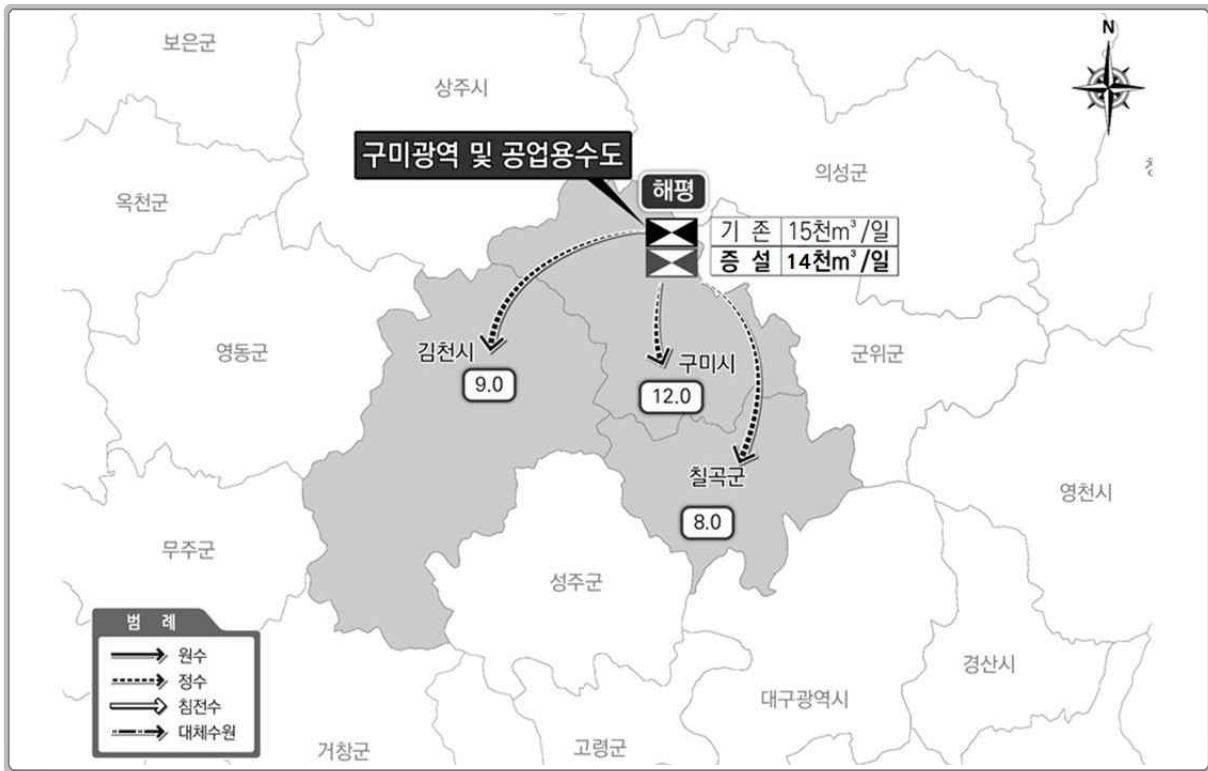 보은군
N
상주시
구미광역 및 공업용수도
의성군
해평
옥천군
기 존 15천m³/일
증 설 14천m³/일
영동군
김천시
구미시
군위군
9.0
12.0
칠곡군
영천시
8.0
무주군
성주군
범 례
원수
정수
침전수
대체수원
경산시
대구광역시
거창군
고령군